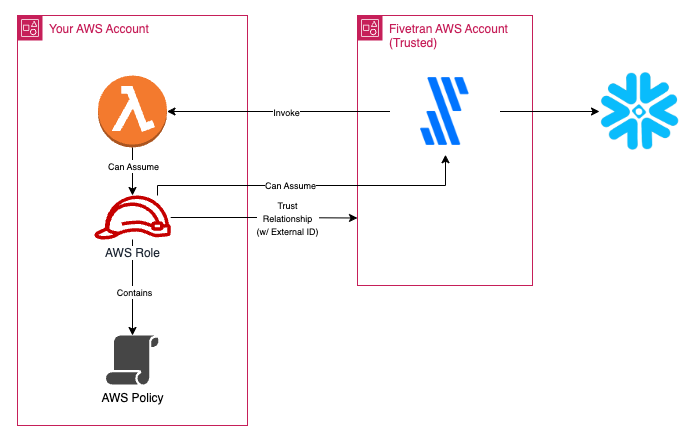 Your AWS Account
Fivetran AWS Account
(Trusted)
Invoke
Can Assume
Can Assume
Trust
Relationship
(w/ External ID)
AWS Role
Contains
AWS Policy